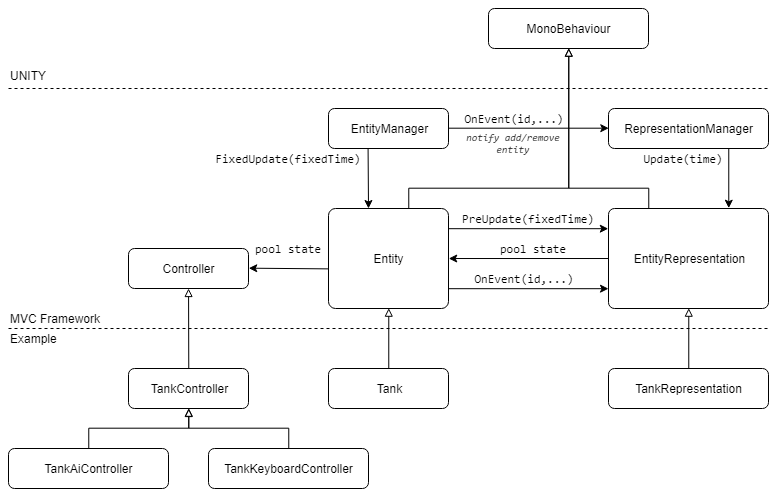 MonoBehaviour
UNITY
EntityManager
OnEvent(id,...)
notify add/remove
entity
RepresentationManager
FixedUpdate(fixedTime)
Update(time)
Entity
PreUpdate(fixedTime)
pool state
OnEvent(id,...)
EntityRepresentation
pool state
Controller
MVC Framework
Example
TankController
Tank
TankRepresentation
TankAiController
TankKeyboardController